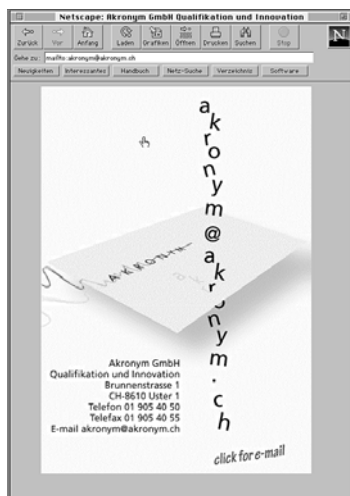 Netscape: Akronym GmbH Qualifikation und Innovation
Zurück Vor Anfang Laden Grafiken Öffnen Drucken Suchen Stop
N
Gehe zu: mailto:akronym@akronym.ch
Neuigkeiten Interessantes Handbuch Netz-Suche Verzeichnis Software
akronym@akronym.ch
AKRONYM
Akronym GmbH
Qualifikation und Innovation
Brunnenstrasse 1
CH-8610 Uster 1
Telefon 01 905 40 50
Telefax 01 905 40 55
E-mail akronym@akronym.ch
click for e-mail